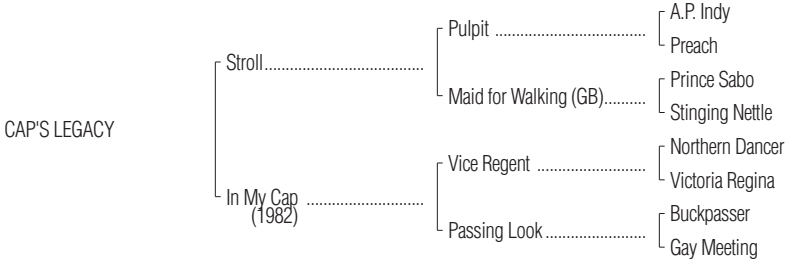 A.P. Indy
Pulpit ......................................
Preach
Stroll........................................
Prince Sabo
Maid for Walking (GB)..........
Stinging Nettle
CAP'S LEGACY
Northern Dancer
Vice Regent ...........................
Victoria Regina
In My Cap .............................
(1982)
Buckpasser
Passing Look .........................
Gay Meeting